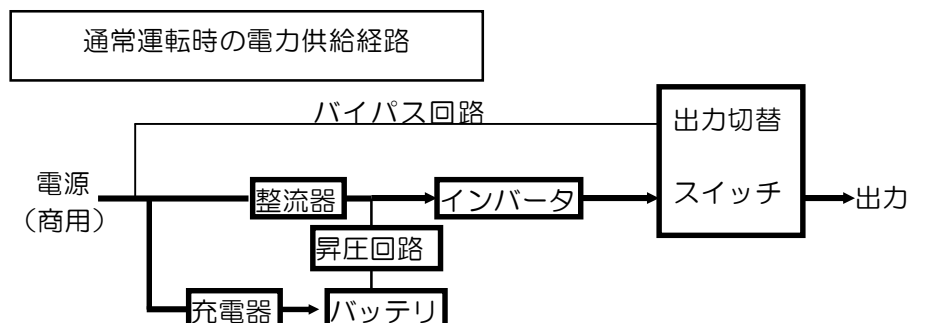 通常運転時の電力供給経路
バイパス回路
出力切替
スイッチ
電源
（商用）
整流器
インバータ
出力
昇圧回路
充電器
バッテリ